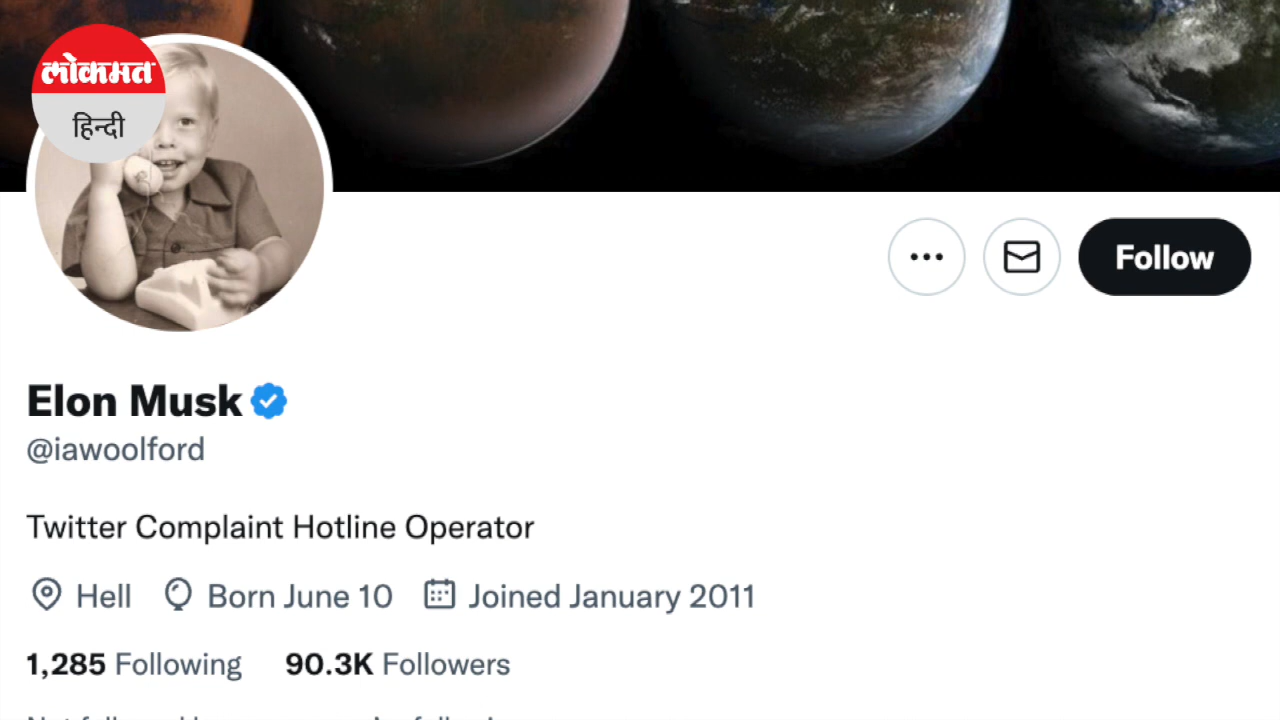 लोकमत
हिन्दी
Follow
Elon Musk
@iawoolford
Twitter Complaint Hotline Operator
Hell Born June 10 Joined January 2011
1,285 Following 90.3K Followers